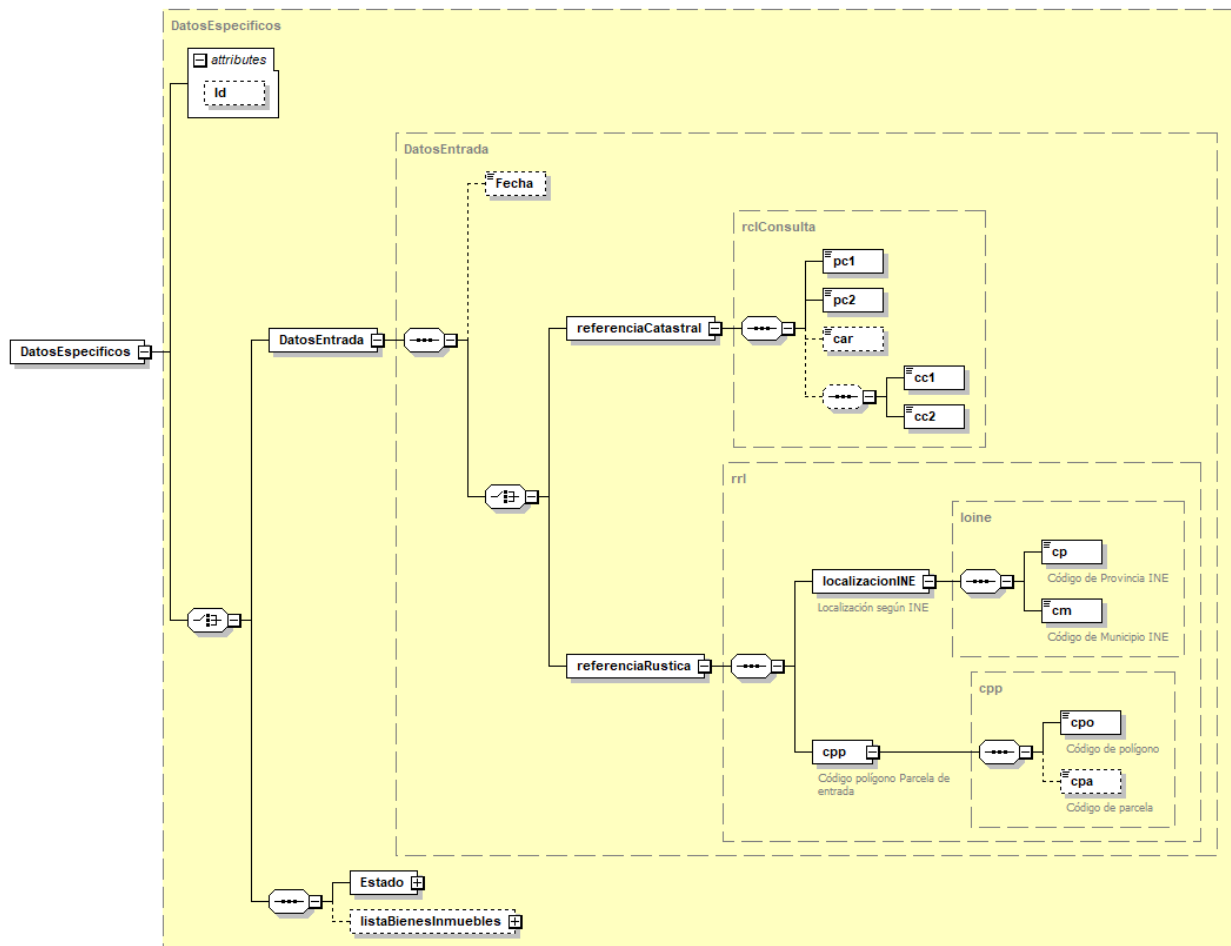 DatosEspecificos
attributes
Id
DatosEntrada
Fecha
rclConsulta
pc1
pc2
referenciaCatastral
DatosEntrada
car
DatosEspecificos
cc1
cc2
rrl
loine
cp
Código de Provincia INE
localizacionINE
Localización según INE
cm
Código de Municipio INE
referenciaRustica
cpp
cpo
Código de polígono
cpp
Código polígono Parcela de
entrada
cpa
Código de parcela
Estado
listaBienesInmuebles